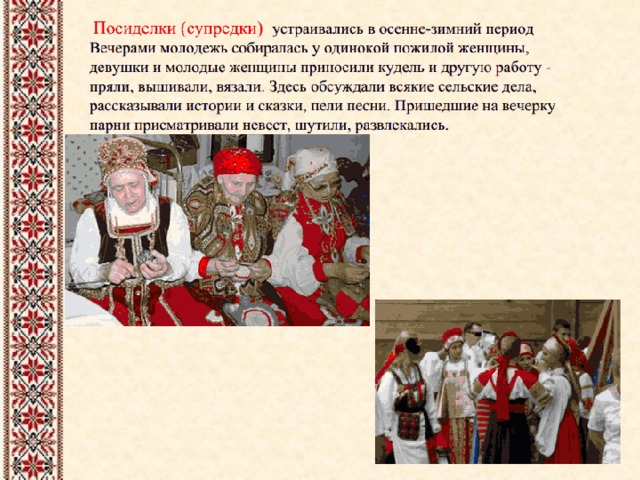 Посиделки (супредки) устраивались в осенне-зимний период
Вечерами молодежь собиралась у одинокой пожилой женщины,
девушки и молодые женщины приносили кудель и другую работу -
пряли, вышивали, вязали. Здесь обсуждали всякие сельские дела,
рассказывали истории и сказки, пели песни. Пришедшие на вечерку
парни присматривали невест, шутили, развлекались.